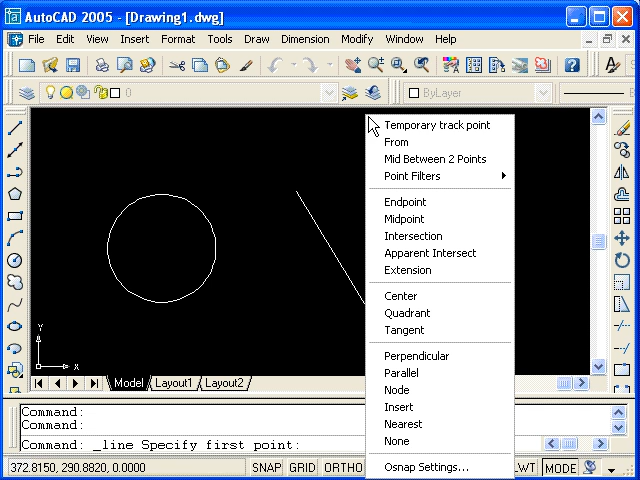 AutoCAD 2005 - [Drawing1.dwg]
File Edit View Insert Format Tools Draw Dimension Modify Window Help
0 ByLayer
Temporary track point
From
Mid Between 2 Points
Point Filters
Endpoint
Midpoint
Intersection
Apparent Intersect
Extension
Center
Quadrant
Tangent
Perpendicular
Parallel
Node
Insert
Nearest
None
Osnap Settings...
Y
X
Model Layout1 Layout2
Command:
Command:
Command: _line Specify first point:
372.8150, 290.8820, 0.0000 SNAP GRID ORTHO LWT MODEL